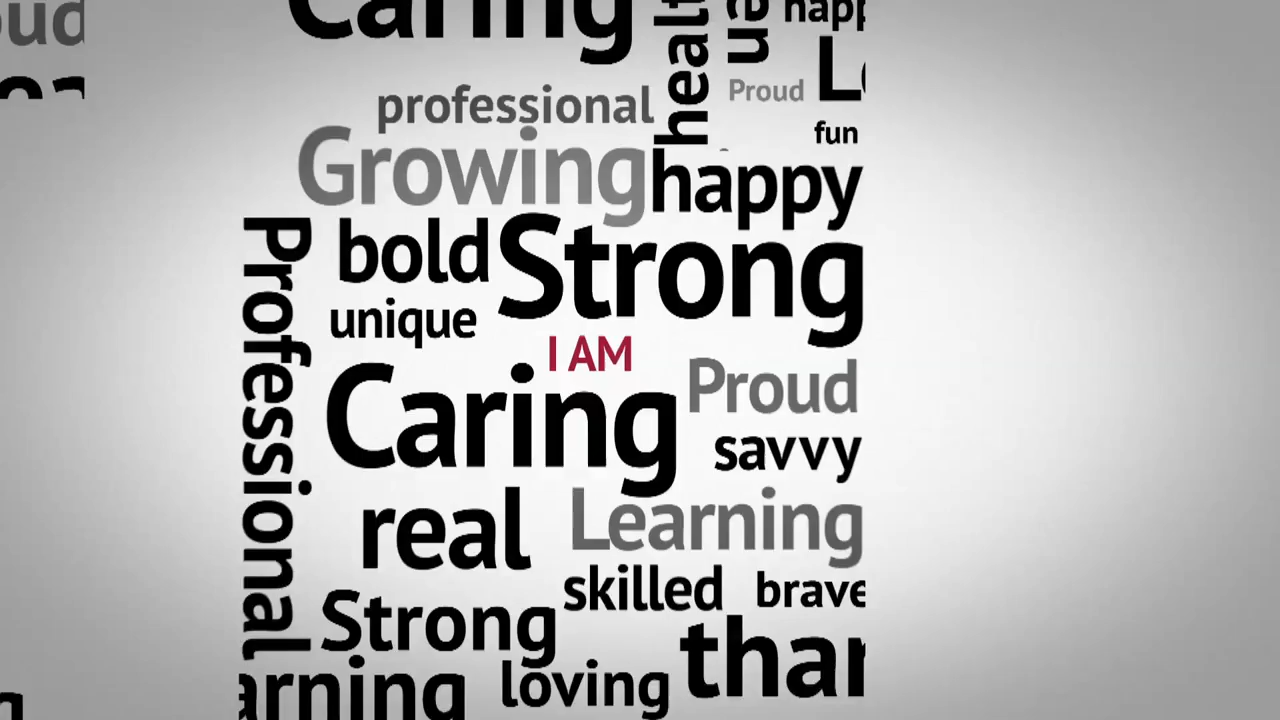 Caring
professional
Proud
fun
Growing
happy
Professional
bold
Strong
unique
I AM
Caring
Proud
savvy
real
Learning
skilled
brave
Strong
loving